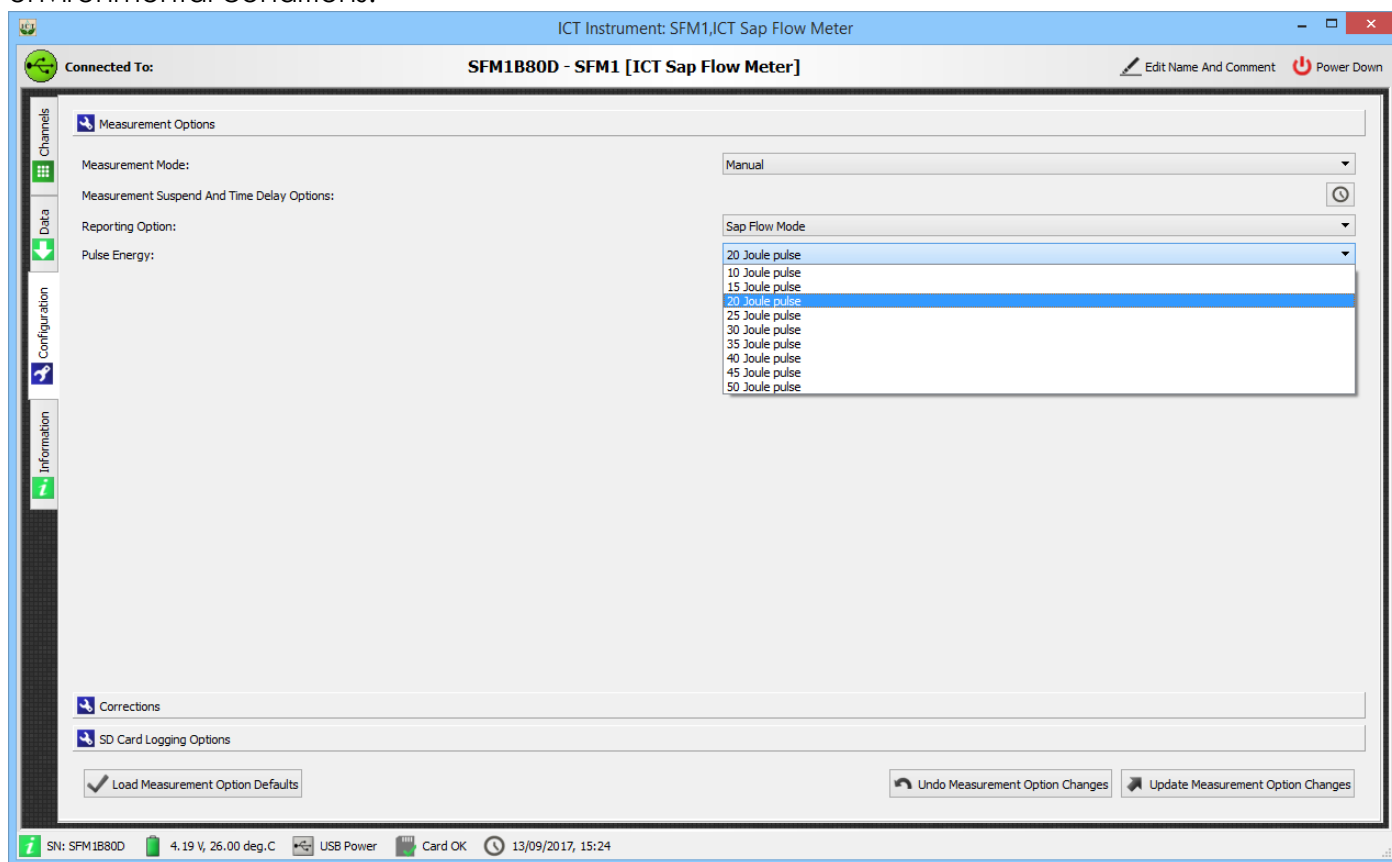 environmental conditions.
ICT Instrument: SFM1,ICT Sap Flow Meter
Connected To:
SFM1B80D - SFM1 [ICT Sap Flow Meter]
Edit Name And Comment
Power Down
Channels
Data
Configuration
Information
Measurement Options
Measurement Mode:
Manual
Measurement Suspend And Time Delay Options:
Reporting Option:
Sap Flow Mode
Pulse Energy:
20 Joule pulse
10 Joule pulse
15 Joule pulse
20 Joule pulse
25 Joule pulse
30 Joule pulse
35 Joule pulse
40 Joule pulse
45 Joule pulse
50 Joule pulse
Corrections
SD Card Logging Options
Load Measurement Option Defaults
Undo Measurement Option Changes
Update Measurement Option Changes
SN: SFM1B80D
4.19 V, 26.00 deg.C
USB Power
Card OK
13/09/2017, 15:24